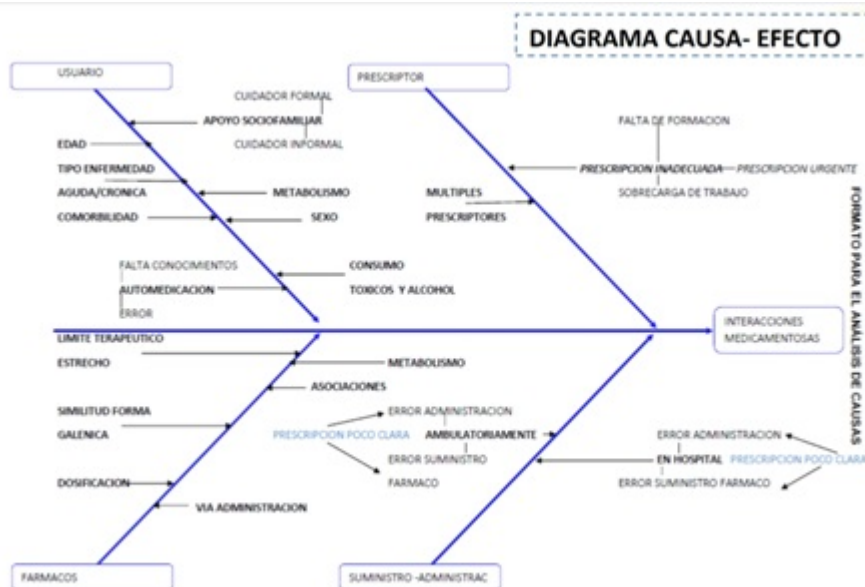 DIAGRAMA CAUSA- EFECTO
USUARIO
PRESCRIPTOR
CUIDADOR FORMAL
APOYO SOCIOFAMILIAR
CUIDADOR INFORMAL
EDAD
TIPO ENFERMEDAD
AGUDA/CRONICA
METABOLISMO
COMORBILIDAD
SEXO
FALTA CONOCIMIENTOS
AUTOMEDICACION
ERROR
CONSUMO
TOXICOS Y ALCOHOL
FALTA DE FORMACION
PRESCRIPCION INADECUADA
PRESCRIPCION URGENTE
SOBRECARGA DE TRABAJO
MULTIPLES
PRESCRIPTORES
FORMATO PARA EL ANÁLISIS DE CAUSAS
INTERACCIONES
MEDICAMENTOSAS
LIMITE TERAPEUTICO
ESTRECHO
METABOLISMO
ASOCIACIONES
SIMILITUD FORMA
GALENICA
DOSIFICACION
VIA ADMINISTRACION
ERROR ADMINISTRACION
PRESCRIPCION POCO CLARA
AMBULATORIAMENTE
ERROR SUMINISTRO
FARMACO
ERROR ADMINISTRACION
EN HOSPITAL
PRESCRIPCION POCO CLARA
ERROR SUMINISTRO FARMACO
FARMACOS
SUMINISTRO -ADMINISTRAC